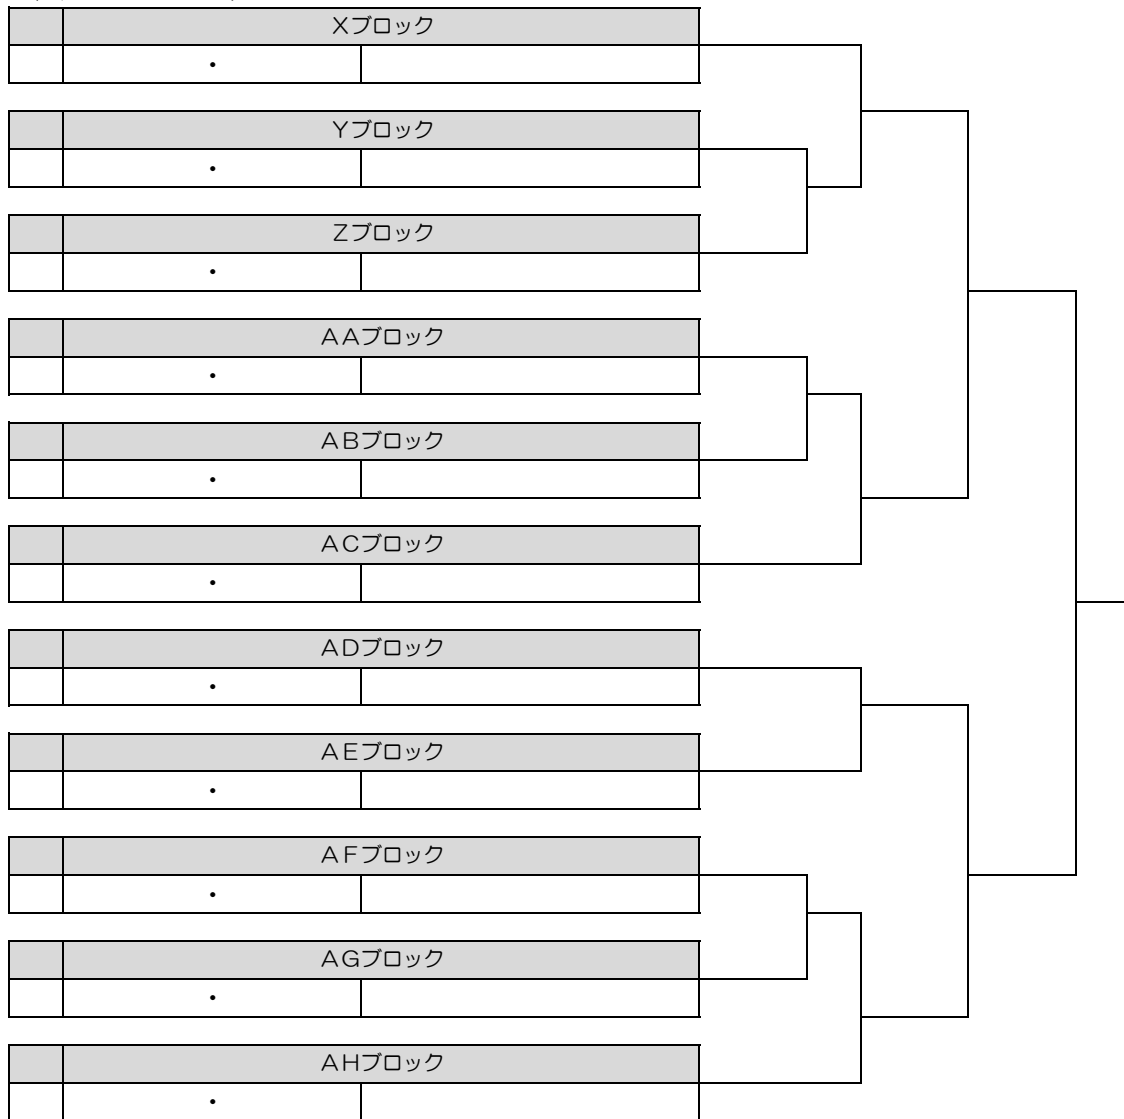 Xブロック
・
Yブロック
・
Zブロック
・
AAブロック
・
ABブロック
・
ACブロック
・
ADブロック
・
AEブロック
・
AFブロック
・
AGブロック
・
AHブロック
・